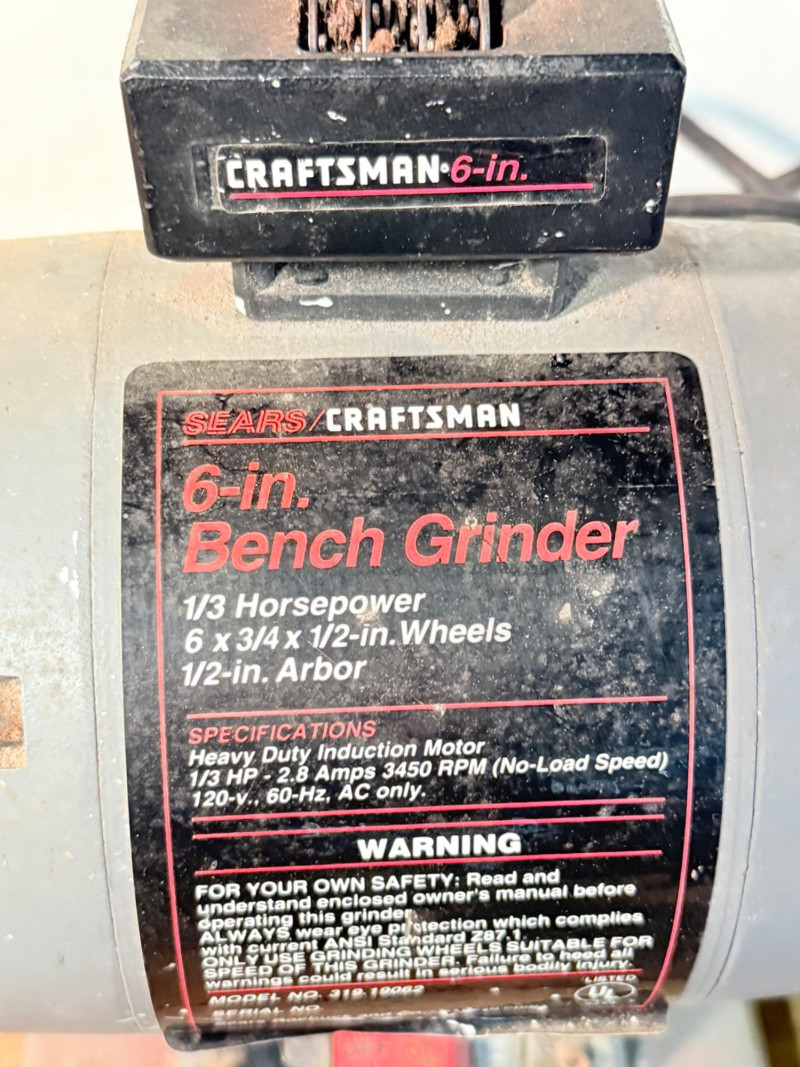 CRAFTSMAN 6-in.
SEARS/CRAFTSMAN
6-in.
Bench Grinder
1/3 Horsepower
6 x 3/4 x 1/2-in. Wheels
1/2-in. Arbor
SPECIFICATIONS
Heavy Duty Induction Motor
1/3 HP - 2.8 Amps 3450 RPM (No-Load Speed)
120-v., 60-Hz, AC only.
WARNING
FOR YOUR OWN SAFETY: Read and
understand enclosed owner's manual before
operating this grinder
ALWAYS wear eye protection which complies
with current ANSI Standard Z87.1
ONLY USE GRINDING WHEELS SUITABLE FOR
SPEED OF THIS GRINDER. Failure to heed all
warnings could result in serious bodily injury.
LISTED
UL
MODEL NO. 319.19062
SERIAL NO.